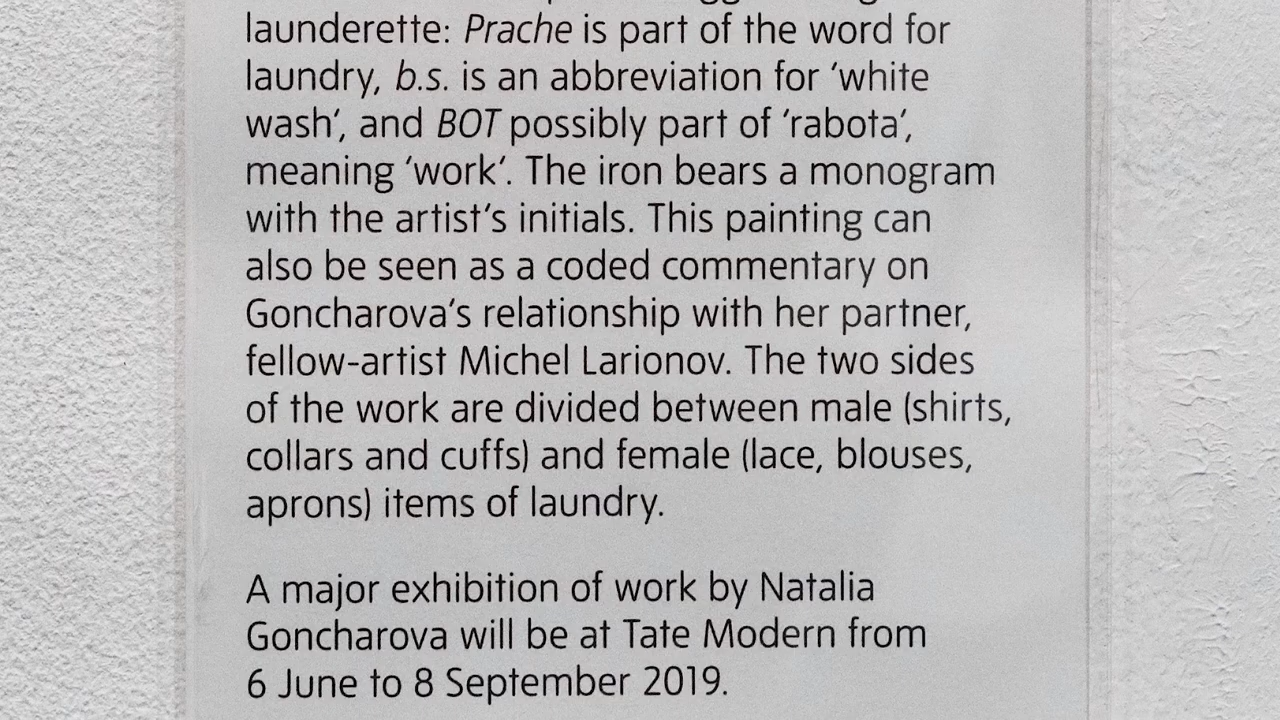 launderette: Prache is part of the word for
laundry, b.s. is an abbreviation for ‘white
wash’, and BOT possibly part of ‘rabota’,
meaning ‘work’. The iron bears a monogram
with the artist’s initials. This painting can
also be seen as a coded commentary on
Goncharova’s relationship with her partner,
fellow-artist Michel Larionov. The two sides
of the work are divided between male (shirts,
collars and cuffs) and female (lace, blouses,
aprons) items of laundry.
A major exhibition of work by Natalia
Goncharova will be at Tate Modern from
6 June to 8 September 2019.